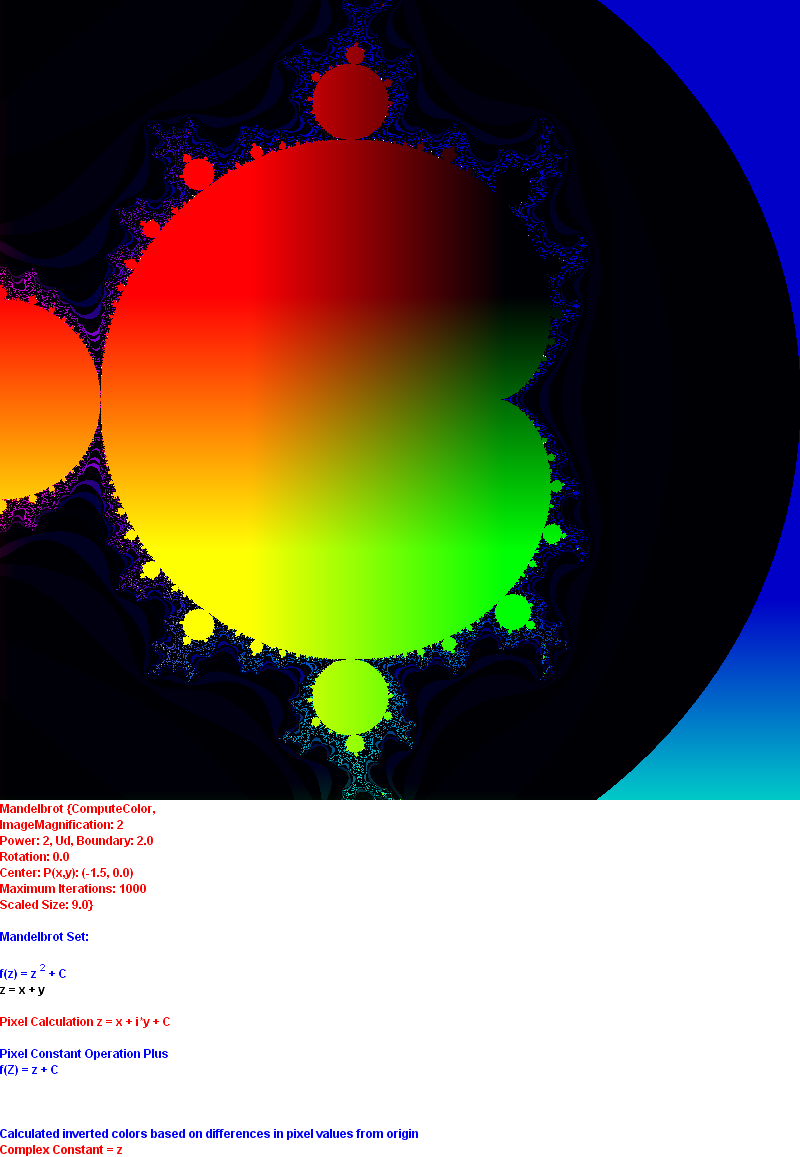 Mandelbrot {ComputeColor,
ImageMagnification: 2
Power: 2, Ud, Boundary: 2.0
Rotation: 0.0
Center: P(x,y): (-1.5, 0.0)
Maximum Iterations: 1000
Scaled Size: 9.0}
Mandelbrot Set:
f(z) = z 2 + C
z = x + y
Pixel Calculation z = x + i*y + C
Pixel Constant Operation Plus
f(Z) = z + C
Calculated inverted colors based on differences in pixel values from origin
Complex Constant = z